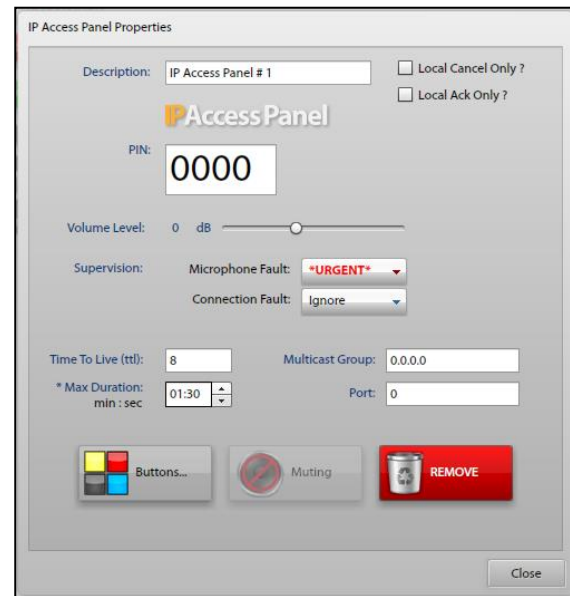 IP Access Panel Properties
Description: IP Access Panel # 1
Local Cancel Only ?
Local Ack Only ?
IPAccess Panel
PIN: 0000
Volume Level: 0 dB
Supervision: Microphone Fault: *URGENT*
Connection Fault: Ignore
Time To Live (ttl): 8 Multicast Group: 0.0.0.0
* Max Duration: 01:30 Port: 0
min : sec
Buttons... Muting REMOVE
Close